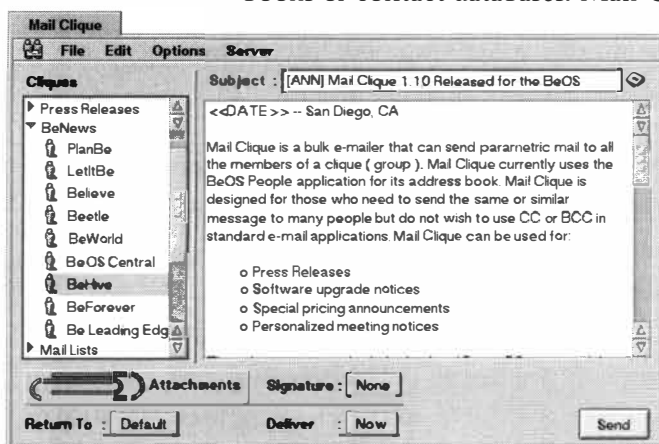 Mail Clique
File Edit Options Server
Cliques
Press Releases
BeNews
PlanBe
LetItBe
Believe
Beetle
BeWorld
BeOS Central
BeHive
BeForever
Be Leading Edg
Mail Lists
Subject : [ANN] Mail Clique 1.10 Released for the BeOS
<<DATE>> -- San Diego, CA
Mail Clique is a bulk e-mailer that can send parametric mail to all
the members of a clique ( group ). Mail Clique currently uses the
BeOS People application for its address book. Mail Clique is
designed for those who need to send the same or similar
message to many people but do not wish to use CC or BCC in
standard e-mail applications. Mail Clique can be used for:
o Press Releases
o Software upgrade notices
o Special pricing announcements
o Personalized meeting notices
Attachments Signature : None
Return To : Default Deliver : Now Send